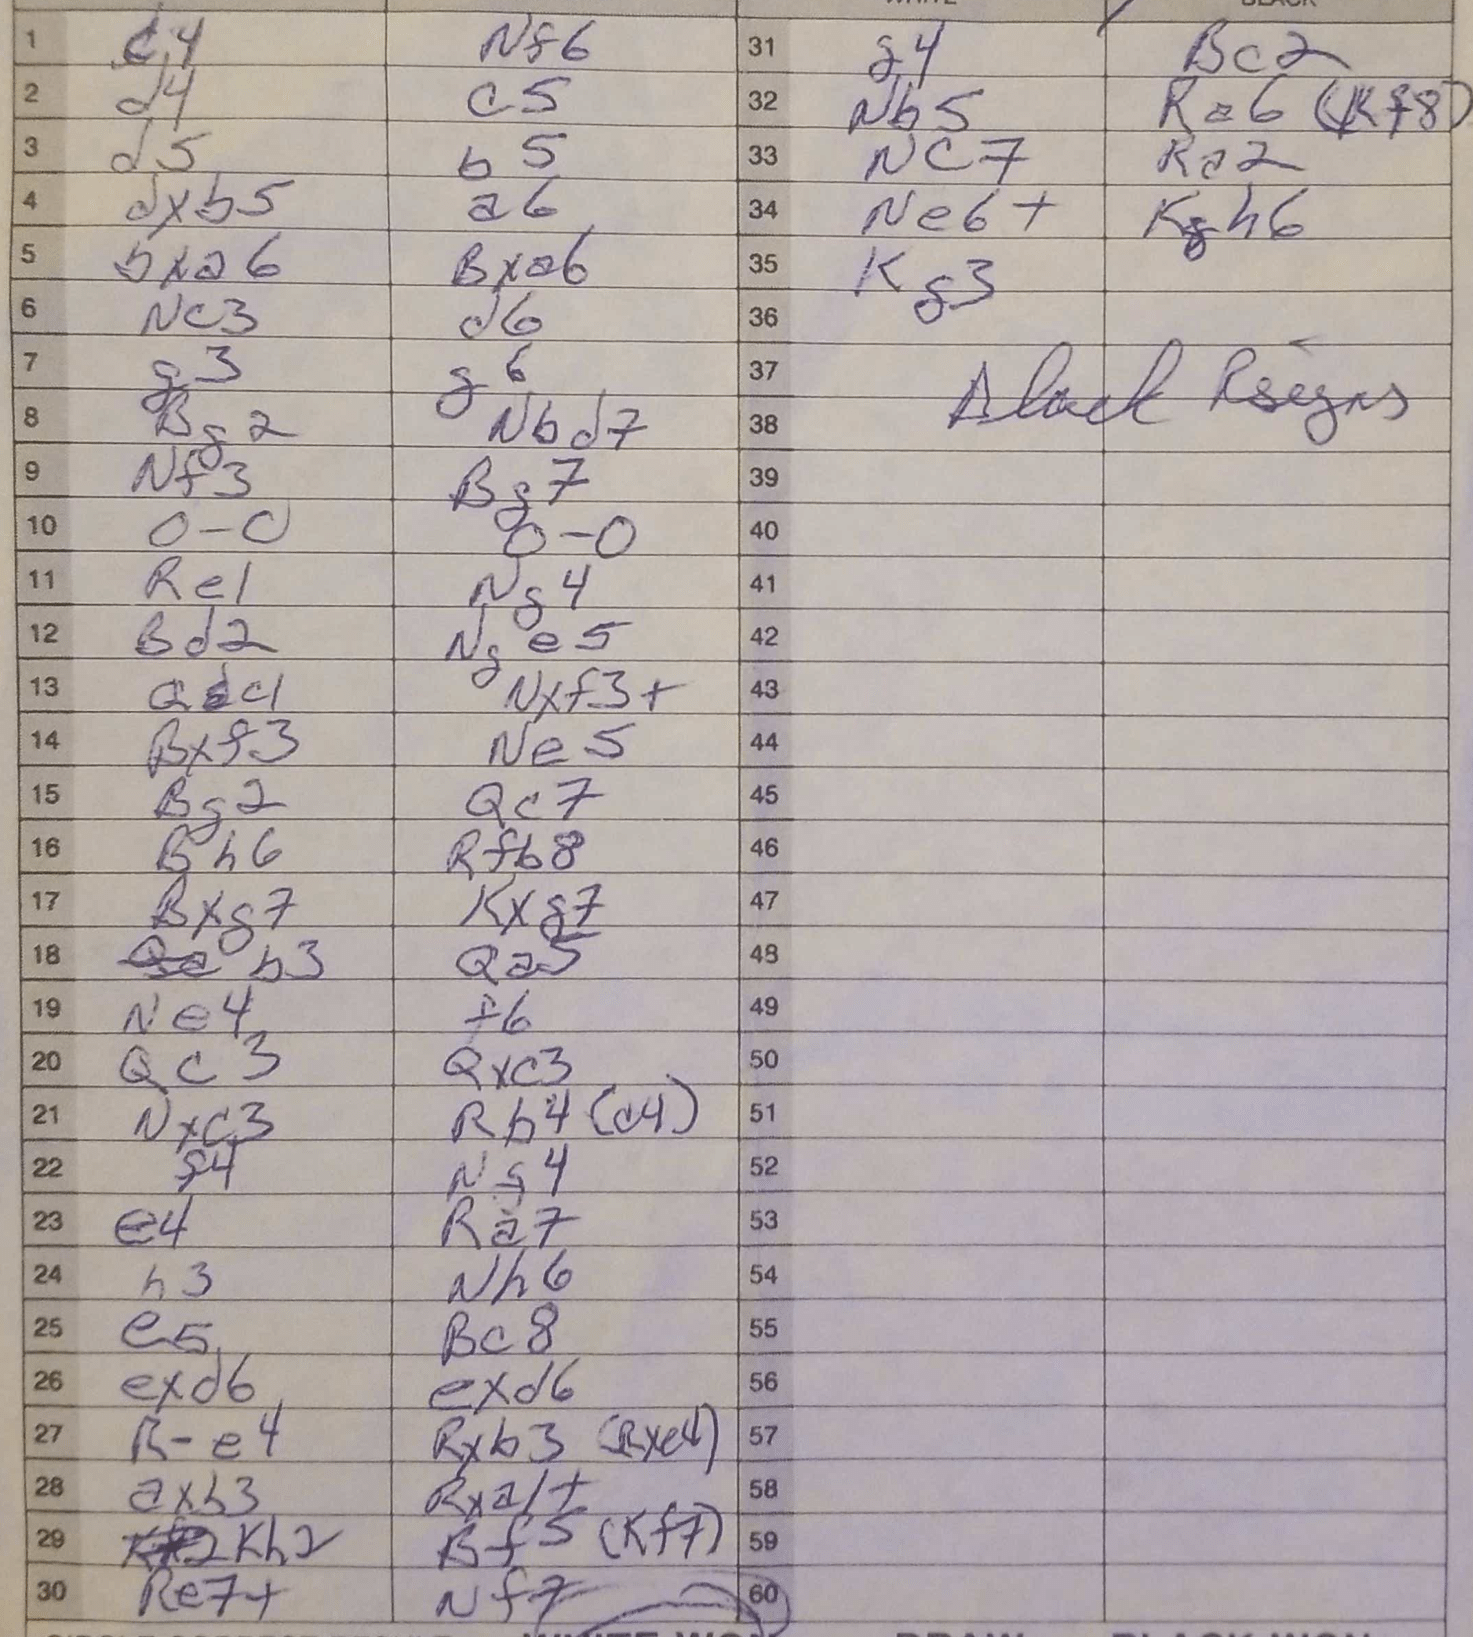 WHITE BLACK
1 c4 Nf6
2 d4 c5
3 d5 b5
4 dxb5 a6
5 bxa6 Bxa6
6 Nc3 d6
7 g3 g6
8 Bg2 Nbd7
9 Nf3 Bg7
10 0-0 0-0
11 Re1 Ng4
12 Bd2 Nge5
13 Qc1 Nxf3+
14 Bxf3 Ne5
15 Bg2 Qc7
16 Bh6 Rfb8
17 Bxg7 Kxg7
18 b3 Qa5
19 Ne4 f6
20 Qc3 Qxc3
21 Nxc3 Rb4 (c4)
22 f4 Ng4
23 e4 Ra7
24 h3 Nh6
25 e5 Bc8
26 exd6 exd6
27 R-e4 Rxb3 (Rxe4)
28 axb3 Rxa1+
29 Kh2 Bf5 (Kf7)
30 Re7+ Nf7
31 g4 Bc2
32 Nb5 Ra6 (Kf8)
33 NC7 Ra2
34 Ne6+ Kh6
35 Kg3
36
37 Black Rsigns
38
39
40
41
42
43
44
45
46
47
48
49
50
51
52
53
54
55
56
57
58
59
60